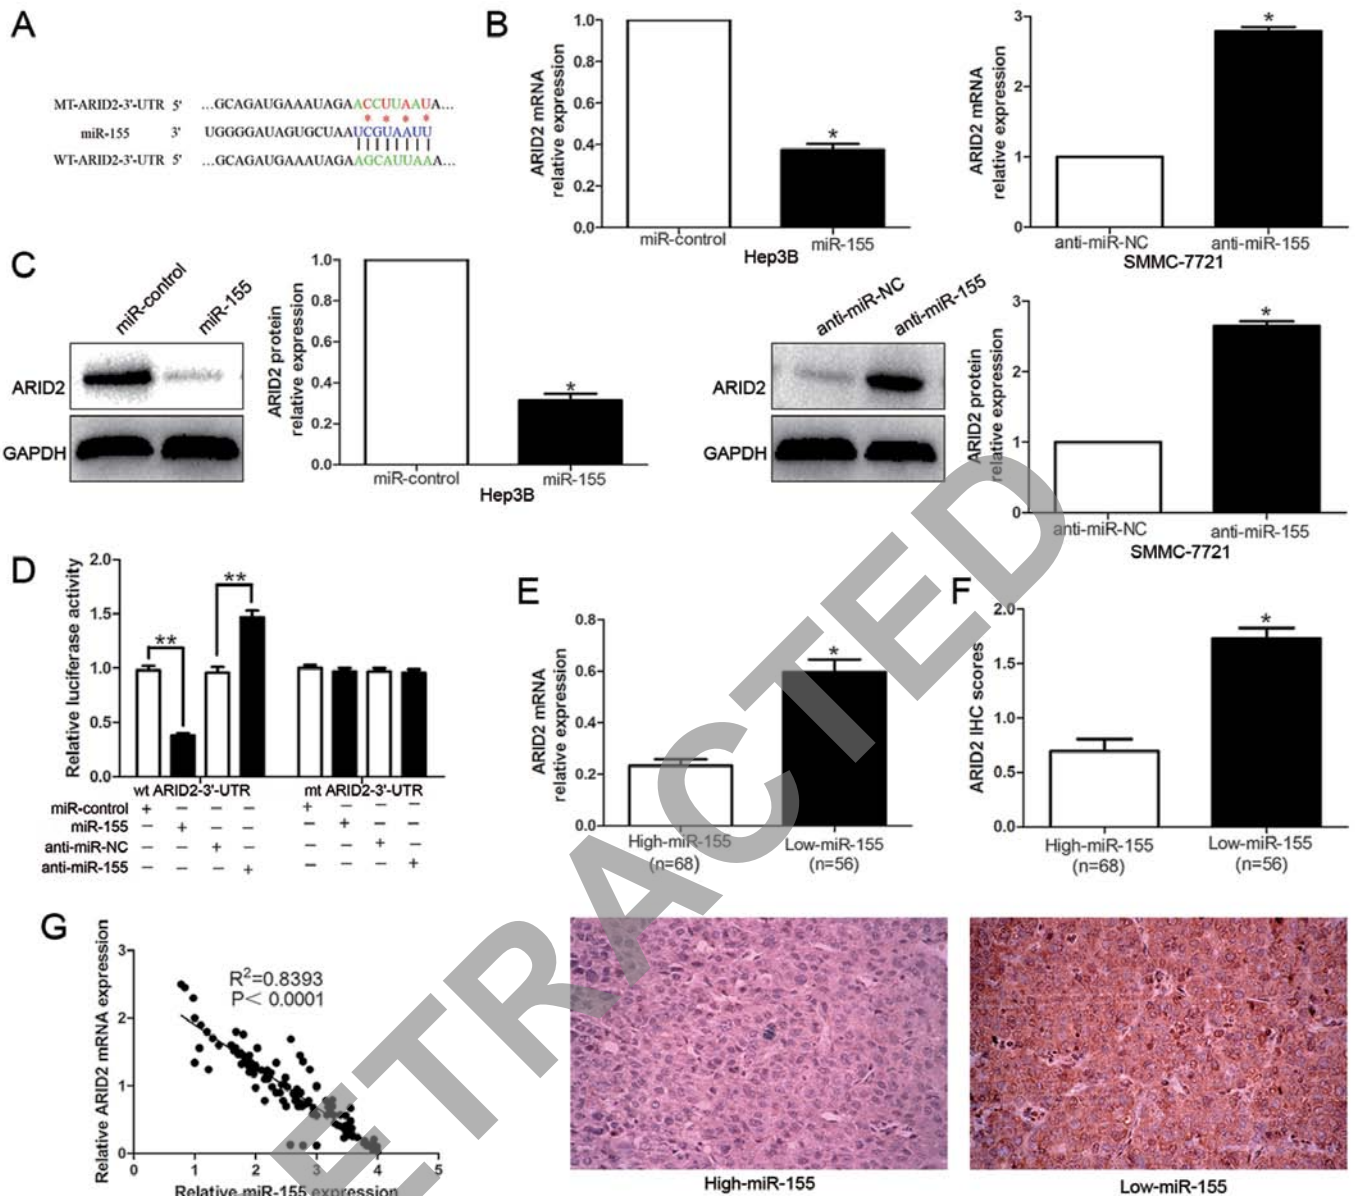 A
MT-ARID2-3'-UTR 5' ...GCAGAUGAAAUAGAACCUUAAUA...
* * * *
miR-155 3' UGGGGAUAGUGCUAAUCGUAAUU
WT-ARID2-3'-UTR 5' ...GCAGAUGAAAUAGAAGCAUUAAA...
B
ARID2 mRNA
relative expression
1.0
0.8
0.6
0.4
0.2
0.0
*
miR-control
miR-155
Hep3B
ARID2 mRNA
relative expression
3
2
1
0
*
anti-miR-NC
anti-miR-155
SMMC-7721
C
miR-control
miR-155
ARID2
GAPDH
ARID2 protein
relative expression
1.0
0.8
0.6
0.4
0.2
0.0
*
miR-control
miR-155
Hep3B
anti-miR-NC
anti-miR-155
ARID2
GAPDH
ARID2 protein
relative expression
3
2
1
0
*
anti-miR-NC
anti-miR-155
SMMC-7721
D
Relative luciferase activity
2.0
1.5
1.0
0.5
0.0
**
**
wt ARID2-3'-UTR
mt ARID2-3'-UTR
miR-control + − − − + − − −
miR-155 − + − − − + − −
anti-miR-NC − − + − − − + −
anti-miR-155 − − − + − − − +
E
ARID2 mRNA
relative expression
0.8
0.6
0.4
0.2
0.0
*
High-miR-155
(n=68)
Low-miR-155
(n=56)
F
ARID2 IHC scores
2.0
1.5
1.0
0.5
0.0
*
High-miR-155
(n=68)
Low-miR-155
(n=56)
G
Relative ARID2 mRNA expression
3
2
1
0
R²=0.8393
P< 0.0001
0 1 2 3 4 5
Relative miR-155 expression
High-miR-155
Low-miR-155
ETRACTED